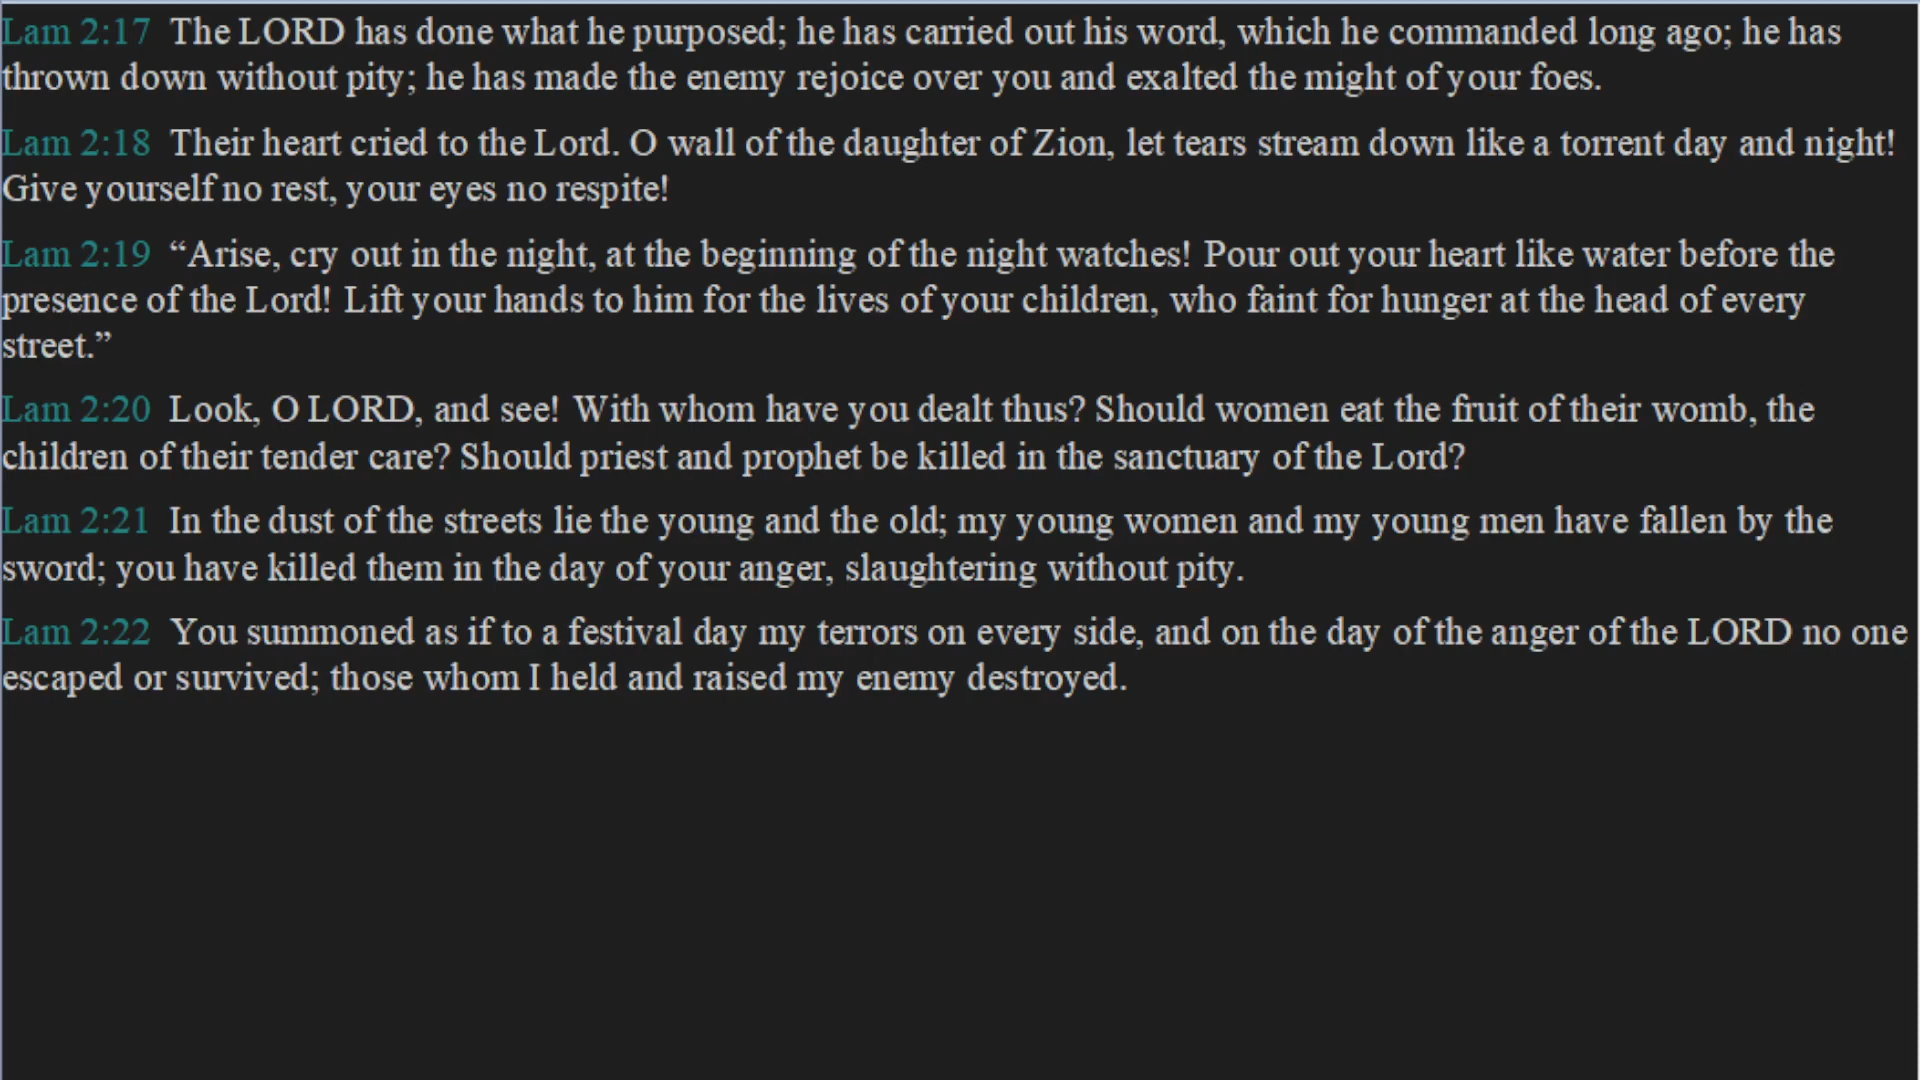 Lam 2:17 The LORD has done what he purposed; he has carried out his word, which he commanded long ago; he has
thrown down without pity; he has made the enemy rejoice over you and exalted the might of your foes.
Lam 2:18 Their heart cried to the Lord. O wall of the daughter of Zion, let tears stream down like a torrent day and night!
Give yourself no rest, your eyes no respite!
Lam 2:19 “Arise, cry out in the night, at the beginning of the night watches! Pour out your heart like water before the
presence of the Lord! Lift your hands to him for the lives of your children, who faint for hunger at the head of every
street.”
Lam 2:20 Look, O LORD, and see! With whom have you dealt thus? Should women eat the fruit of their womb, the
children of their tender care? Should priest and prophet be killed in the sanctuary of the Lord?
Lam 2:21 In the dust of the streets lie the young and the old; my young women and my young men have fallen by the
sword; you have killed them in the day of your anger, slaughtering without pity.
Lam 2:22 You summoned as if to a festival day my terrors on every side, and on the day of the anger of the LORD no one
escaped or survived; those whom I held and raised my enemy destroyed.